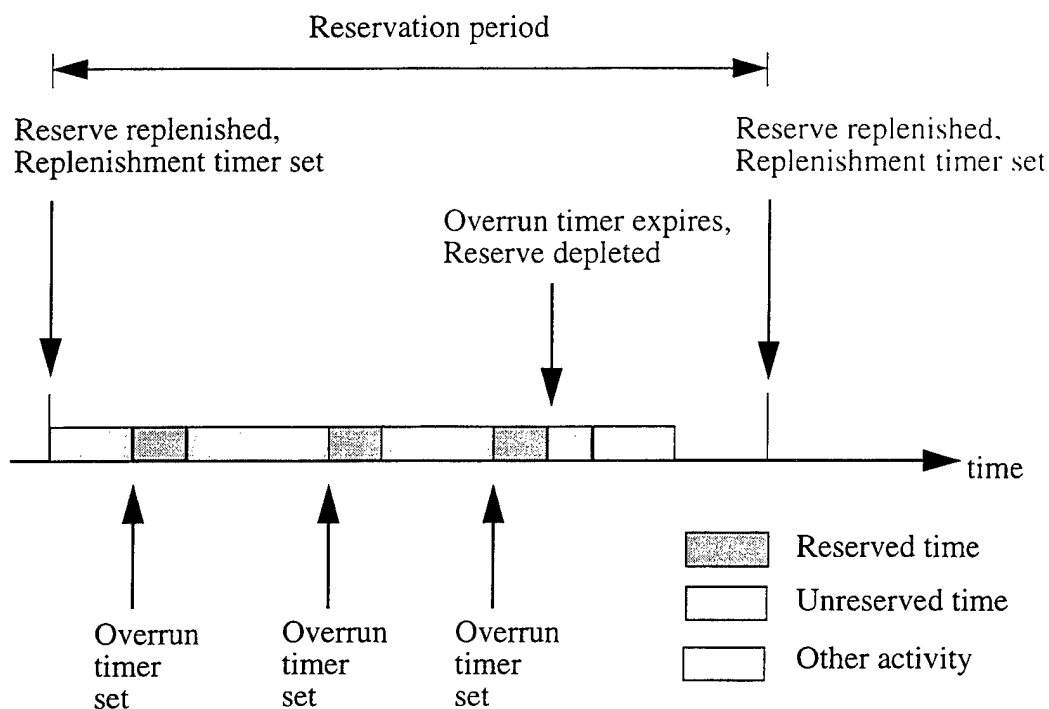 Reservation period
Reserve replenished,
Replenishment timer set
Reserve replenished.
Replenishment timer set
Overrun timer expires,
Reserve depleted
time
Overrun
timer
set
Overrun
timer
set
Overrun
timer
set
Reserved time
Unreserved time
Other activity